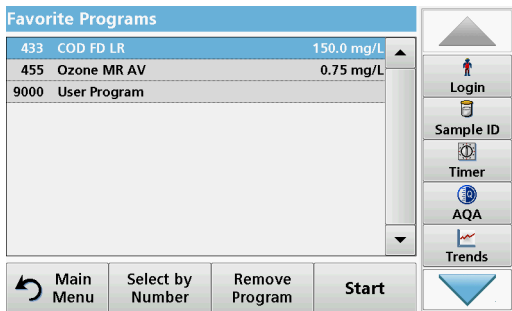 Favorite Programs
433 COD FD LR 150.0 mg/L
455 Ozone MR AV 0.75 mg/L
9000 User Program
Login
Sample ID
Timer
AQA
Trends
Main
Menu
Select by
Number
Remove
Program
Start